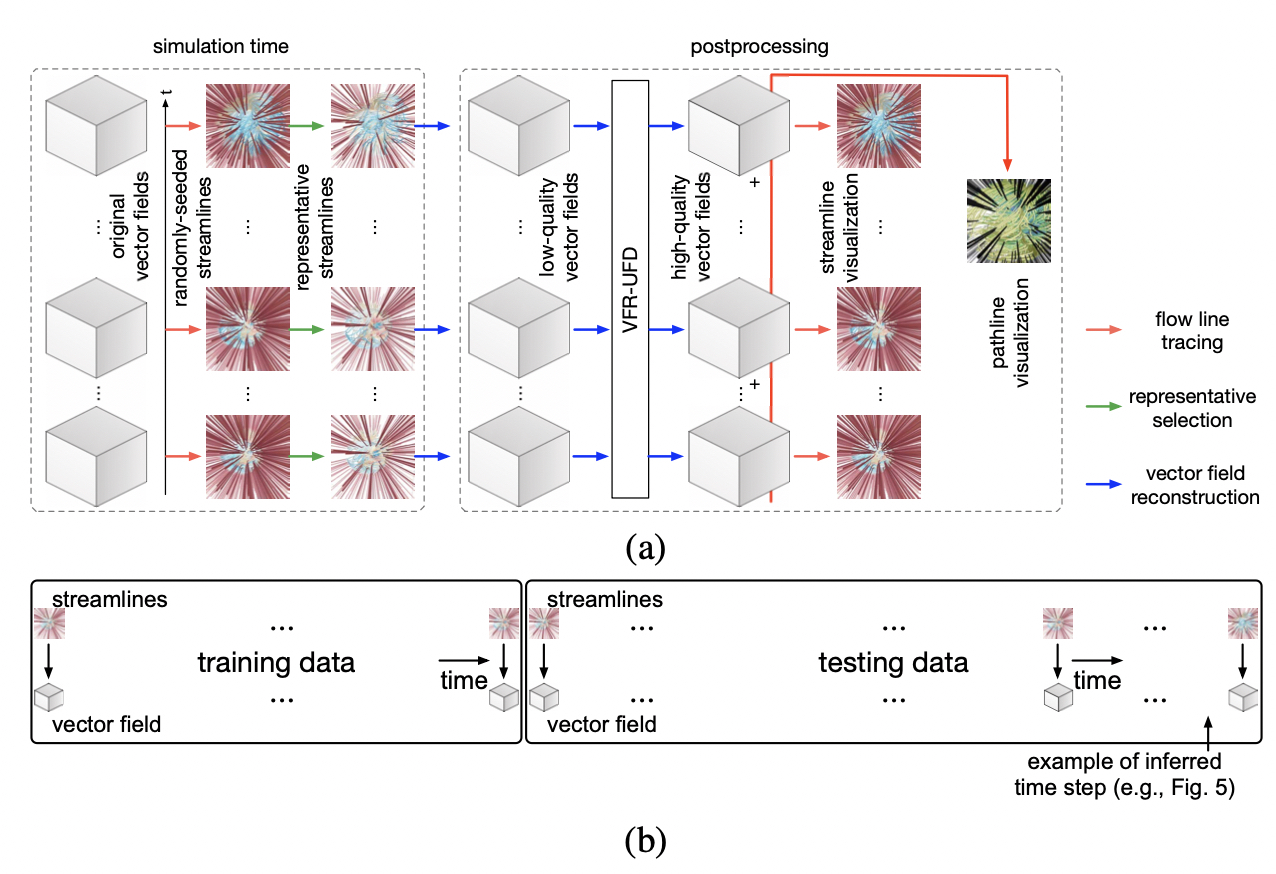 simulation time
postprocessing
t
original
vector fields
randomly-seeded
streamlines
representative
streamlines
low-quality
vector fields
VFR-UFD
high-quality
vector fields
streamline
visualization
pathline
visualization
...
...
...
...
...
...
+
...
...
...
...
+
...
...
flow line
tracing
representative
selection
vector field
reconstruction
(a)
streamlines
...
training data
time
...
vector field
streamlines
...
...
...
testing data
time
...
...
...
vector field
example of inferred
time step (e.g., Fig. 5)
(b)